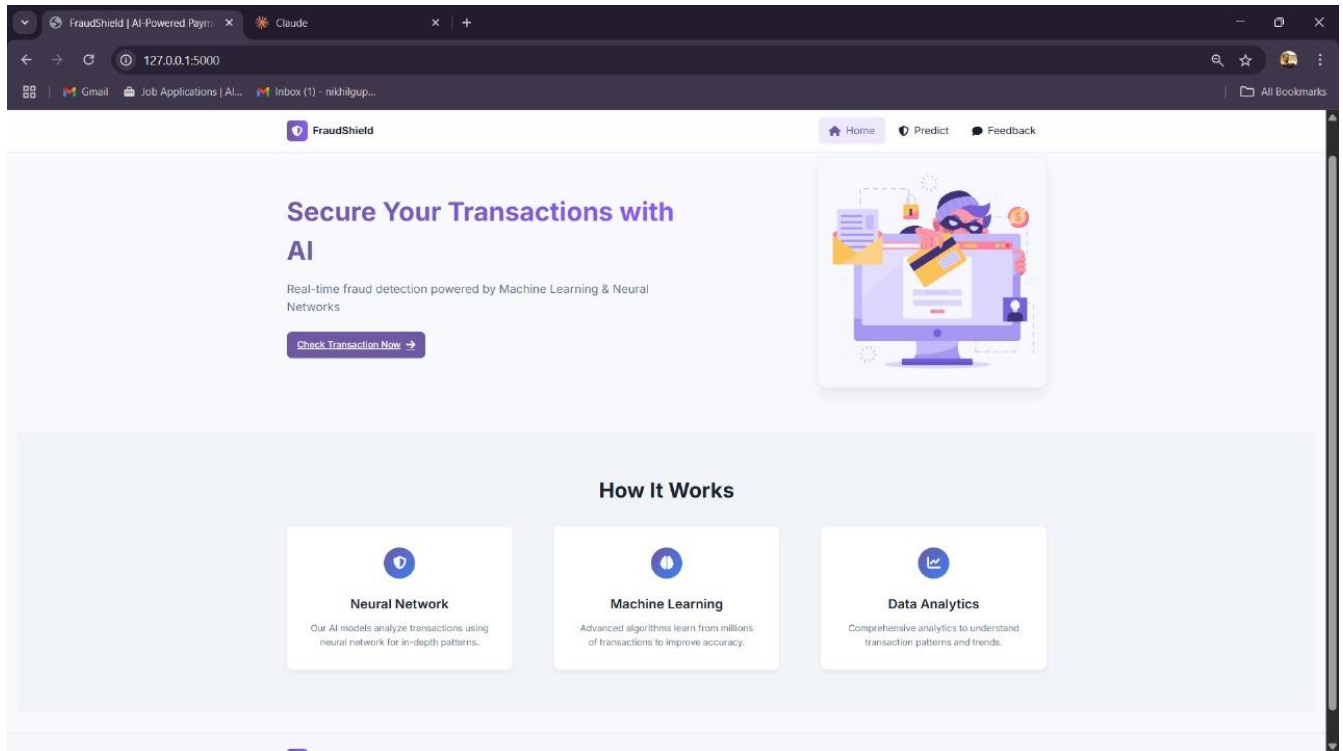 FraudShield | AI-Powered Paym
Claude
127.0.0.1:5000
Gmail
Job Applications | AI...
Inbox (1) - nikhilgup...
All Bookmarks
FraudShield
Home
Predict
Feedback
Secure Your Transactions with
AI
Real-time fraud detection powered by Machine Learning & Neural
Networks
Check Transaction Now →
How It Works
Neural Network
Our AI models analyze transactions using
neural network for in-depth patterns.
Machine Learning
Advanced algorithms learn from millions
of transactions to improve accuracy.
Data Analytics
Comprehensive analytics to understand
transaction patterns and trends.